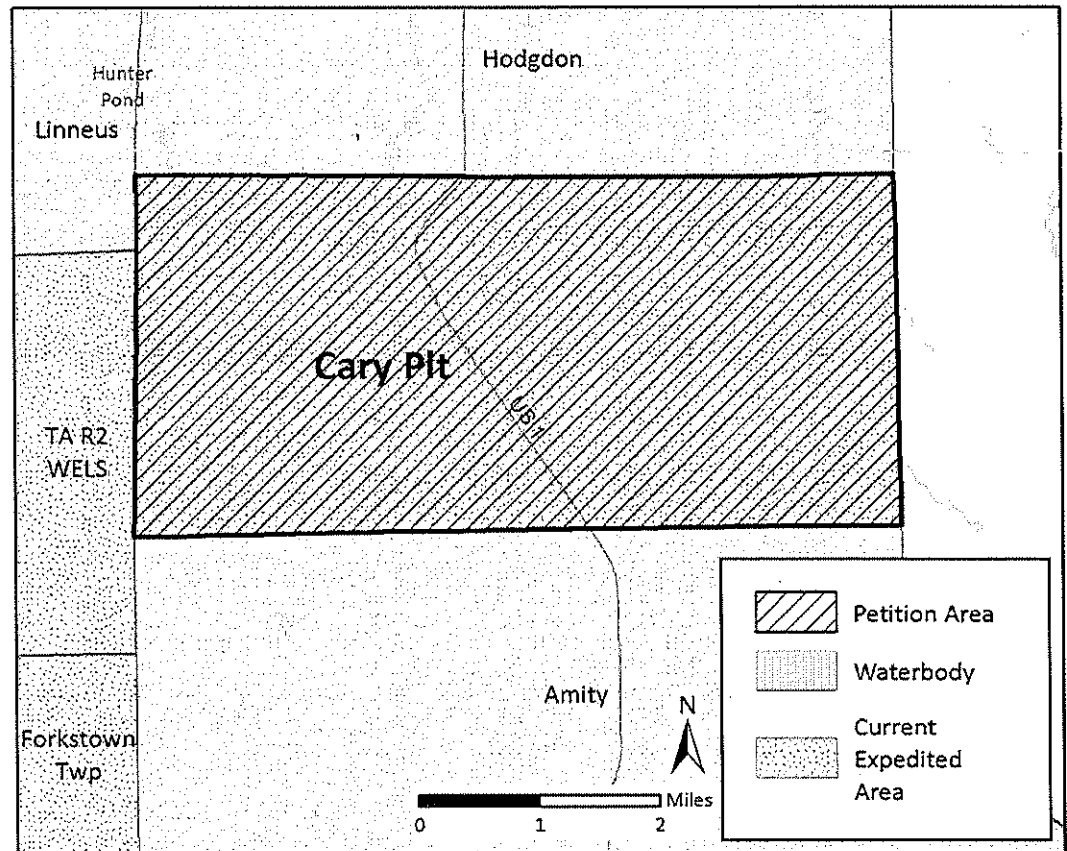 Hodgdon
Hunter
Pond
Linneus
Cary Plt
US 1
TA R2
WELS
Petition Area
Waterbody
Current
Expedited
Area
Amity
N
Forkstown
Twp
Miles
0 1 2